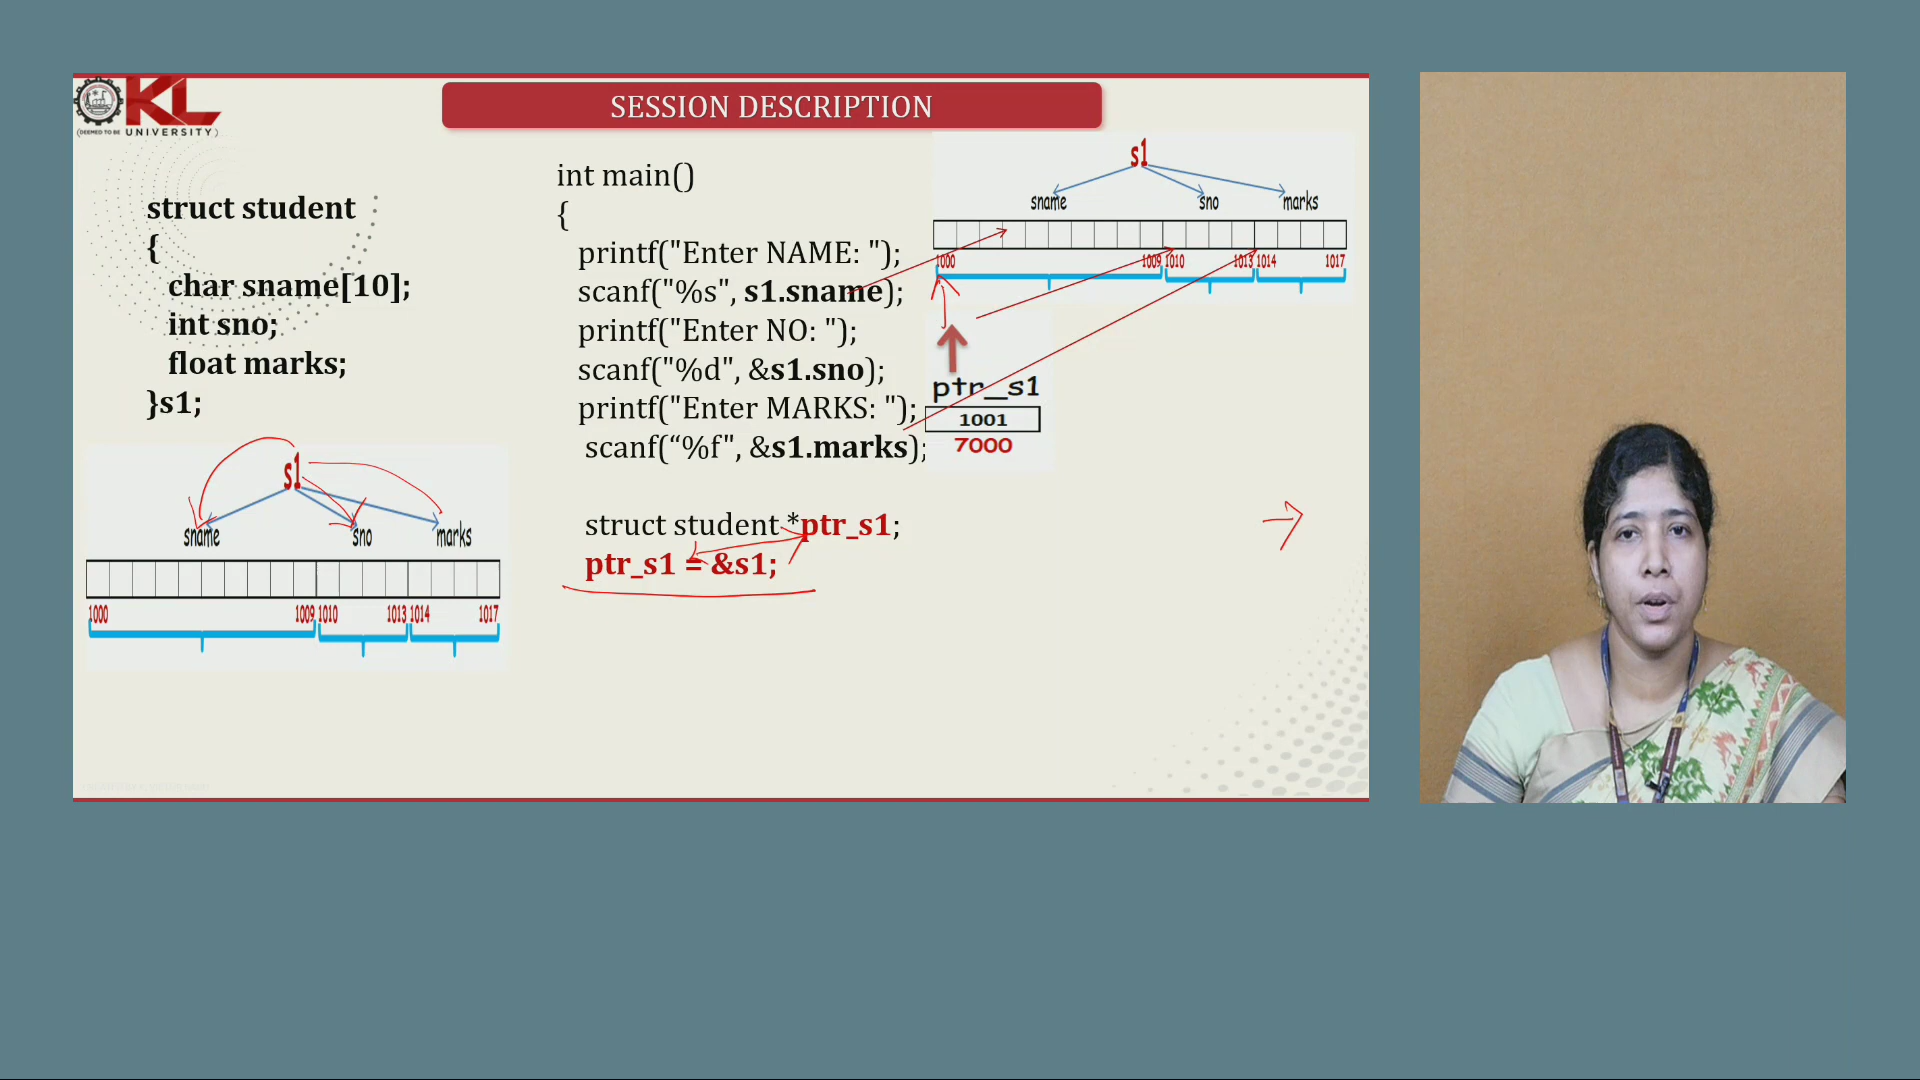 KL
(DEEMED TO BE UNIVERSITY)
SESSION DESCRIPTION
struct student
{
char sname[10];
int sno;
float marks;
}s1;
s1
sname sno marks
1000 1009 1010 1013 1014 1017
int main()
{
printf("Enter NAME: ");
scanf("%s", s1.sname);
printf("Enter NO: ");
scanf("%d", &s1.sno);
printf("Enter MARKS: ");
scanf(“%f", &s1.marks);
struct student *ptr_s1;
ptr_s1 = &s1;
s1
sname sno marks
1000 1009 1010 1013 1014 1017
ptr_s1
1001
7000